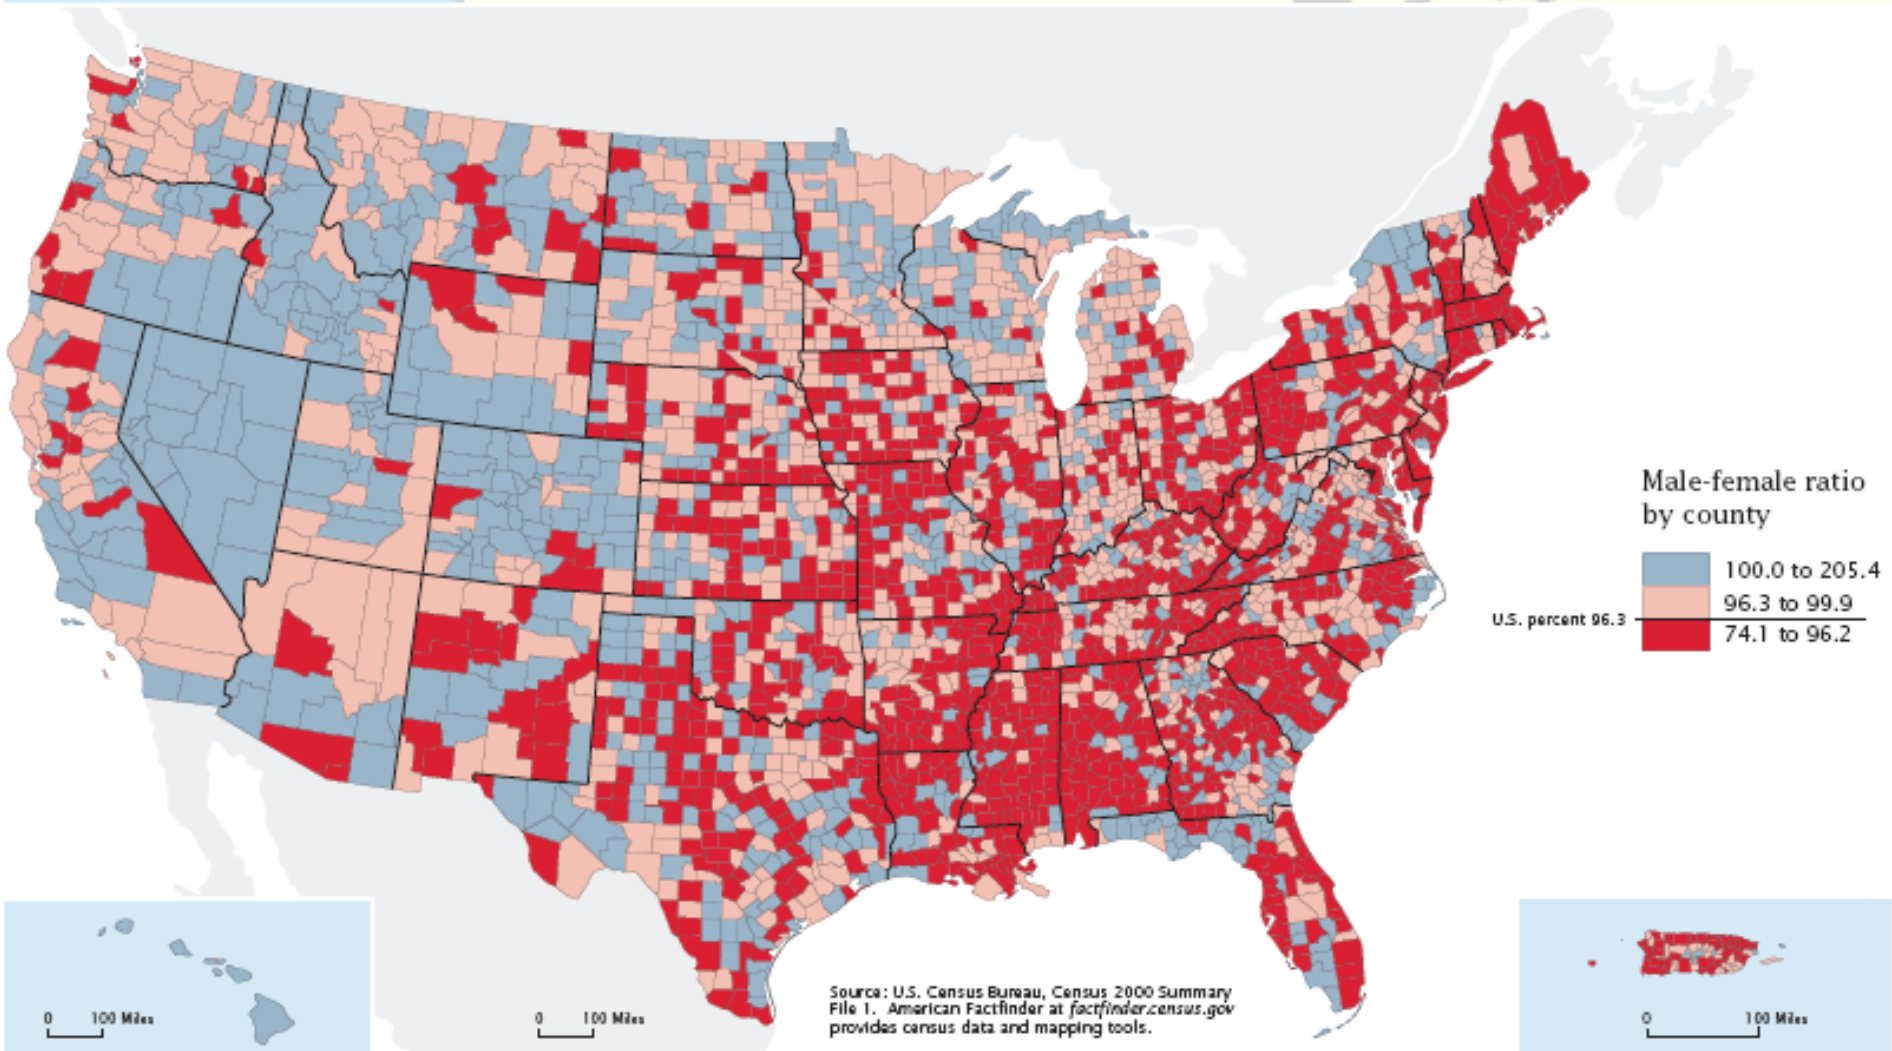 Male-female ratio
by county
100.0 to 205.4
96.3 to 99.9
U.S. percent 96.3
74.1 to 96.2
Source: U.S. Census Bureau, Census 2000 Summary
File 1. American Factfinder at factfinder.census.gov
provides census data and mapping tools.
0 100 Miles
0 100 Miles
0 100 Miles